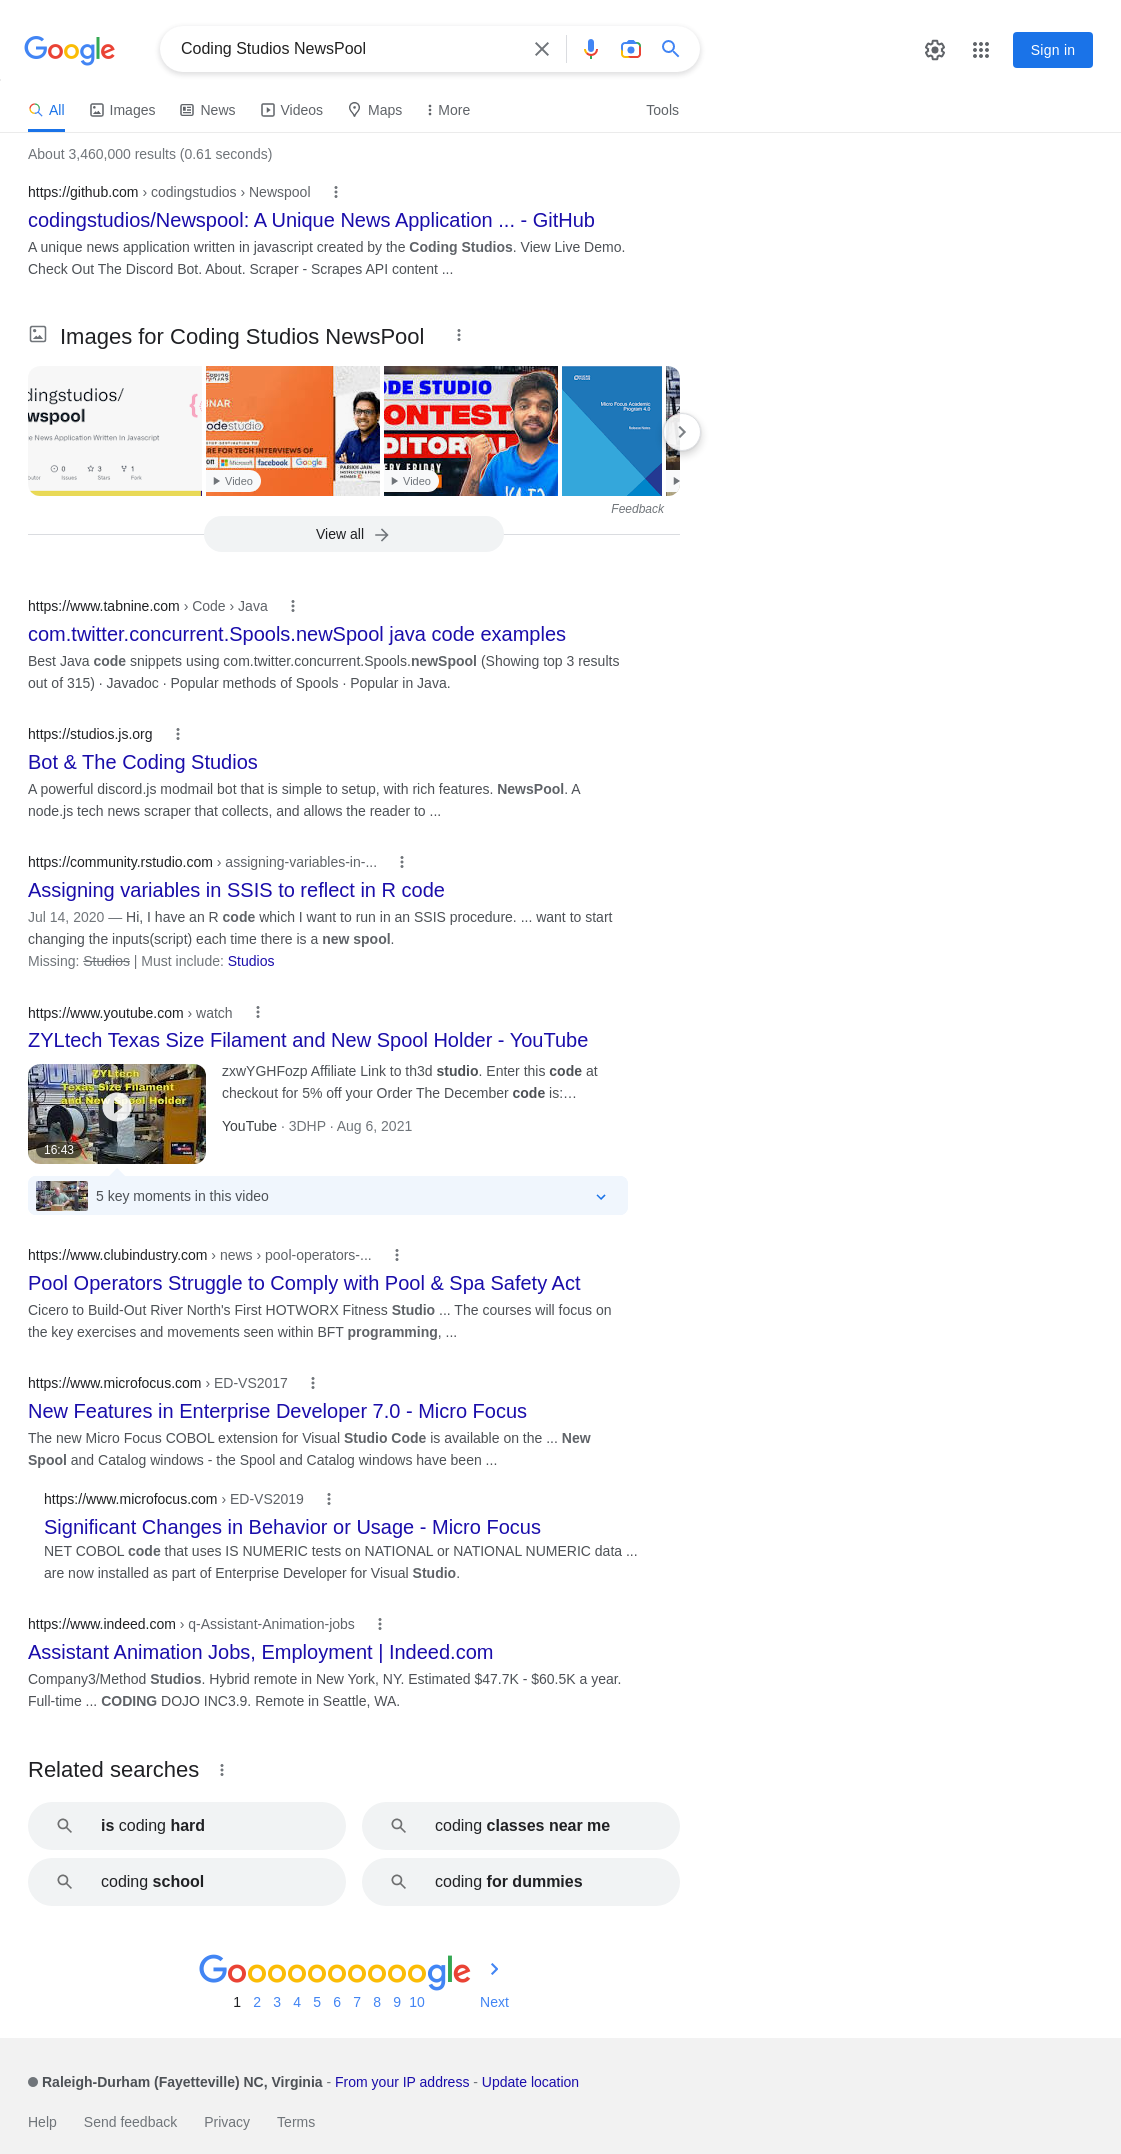 Google
Coding Studios NewsPool
Sign in
All
Images
News
Videos
Maps
More
Tools
About 3,460,000 results (0.61 seconds)
https://github.com › codingstudios › Newspool
codingstudios/Newspool: A Unique News Application ... - GitHub
A unique news application written in javascript created by the Coding Studios. View Live Demo.
Check Out The Discord Bot. About. Scraper - Scrapes API content ...
Images for Coding Studios NewsPool
dingstudios/
wspool
e News Application Written In Javascript
0
3
1
Issues
Stars
Fork
CODING
INAR
odestudio
RE FOR TECH INTERVIEWS OF
Microsoft
facebook
Google
PARIKH JAIN
Video
DE STUDIO
ONTEST
DITORIAL
RY FRIDAY
Video
Micro Focus Academic
Program 4.0
Release Notes
Feedback
View all
https://www.tabnine.com › Code › Java
com.twitter.concurrent.Spools.newSpool java code examples
Best Java code snippets using com.twitter.concurrent.Spools.newSpool (Showing top 3 results
out of 315) · Javadoc · Popular methods of Spools · Popular in Java.
https://studios.js.org
Bot & The Coding Studios
A powerful discord.js modmail bot that is simple to setup, with rich features. NewsPool. A
node.js tech news scraper that collects, and allows the reader to ...
https://community.rstudio.com › assigning-variables-in-...
Assigning variables in SSIS to reflect in R code
Jul 14, 2020 — Hi, I have an R code which I want to run in an SSIS procedure. ... want to start
changing the inputs(script) each time there is a new spool.
Missing: Studios | Must include: Studios
https://www.youtube.com › watch
ZYLtech Texas Size Filament and New Spool Holder - YouTube
ZYLtech
Texas Size Filament
and New Spool Holder
16:43
zxwYGHFozp Affiliate Link to th3d studio. Enter this code at
checkout for 5% off your Order The December code is:...
YouTube · 3DHP · Aug 6, 2021
5 key moments in this video
https://www.clubindustry.com › news › pool-operators-...
Pool Operators Struggle to Comply with Pool & Spa Safety Act
Cicero to Build-Out River North's First HOTWORX Fitness Studio ... The courses will focus on
the key exercises and movements seen within BFT programming, ...
https://www.microfocus.com › ED-VS2017
New Features in Enterprise Developer 7.0 - Micro Focus
The new Micro Focus COBOL extension for Visual Studio Code is available on the ... New
Spool and Catalog windows - the Spool and Catalog windows have been ...
https://www.microfocus.com › ED-VS2019
Significant Changes in Behavior or Usage - Micro Focus
NET COBOL code that uses IS NUMERIC tests on NATIONAL or NATIONAL NUMERIC data ...
are now installed as part of Enterprise Developer for Visual Studio.
https://www.indeed.com › q-Assistant-Animation-jobs
Assistant Animation Jobs, Employment | Indeed.com
Company3/Method Studios. Hybrid remote in New York, NY. Estimated $47.7K - $60.5K a year.
Full-time ... CODING DOJO INC3.9. Remote in Seattle, WA.
Related searches
is coding hard
coding classes near me
coding school
coding for dummies
Goooooooooogle
1 2 3 4 5 6 7 8 9 10 Next
Raleigh-Durham (Fayetteville) NC, Virginia - From your IP address - Update location
Help
Send feedback
Privacy
Terms